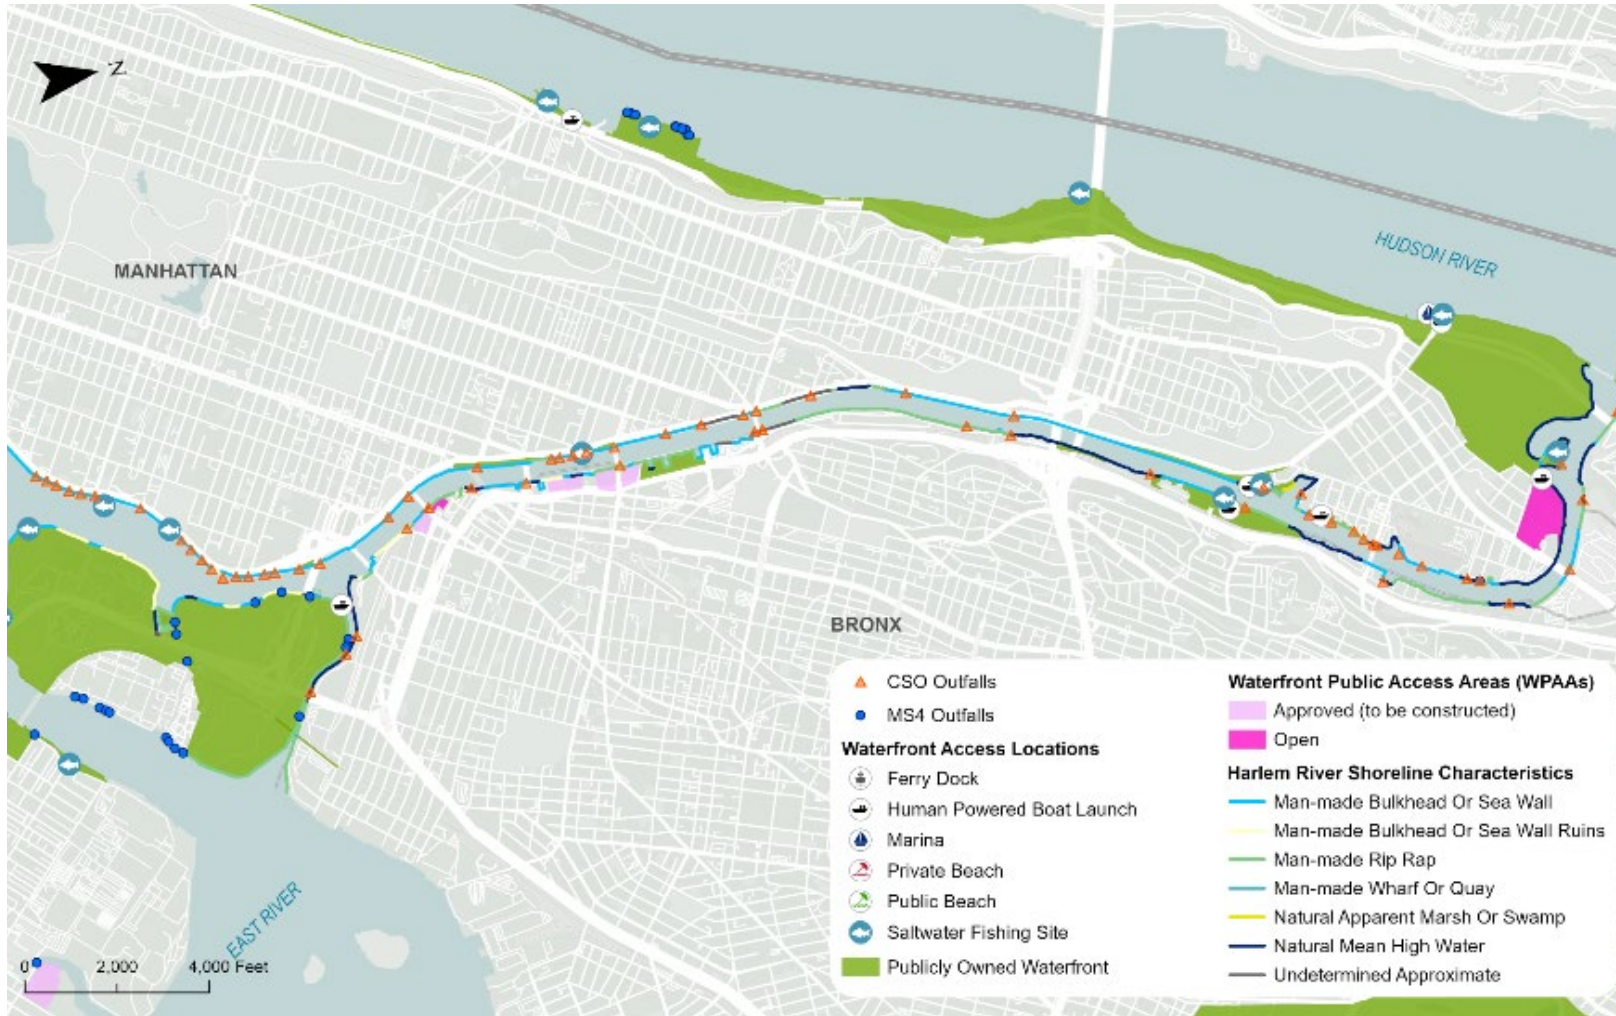 N
HUDSON RIVER
MANHATTAN
BRONX
EAST RIVER
0 2,000 4,000 Feet
CSO Outfalls
MS4 Outfalls
Waterfront Access Locations
Ferry Dock
Human Powered Boat Launch
Marina
Private Beach
Public Beach
Saltwater Fishing Site
Publicly Owned Waterfront
Waterfront Public Access Areas (WPAAs)
Approved (to be constructed)
Open
Harlem River Shoreline Characteristics
Man-made Bulkhead Or Sea Wall
Man-made Bulkhead Or Sea Wall Ruins
Man-made Rip Rap
Man-made Wharf Or Quay
Natural Apparent Marsh Or Swamp
Natural Mean High Water
Undetermined Approximate